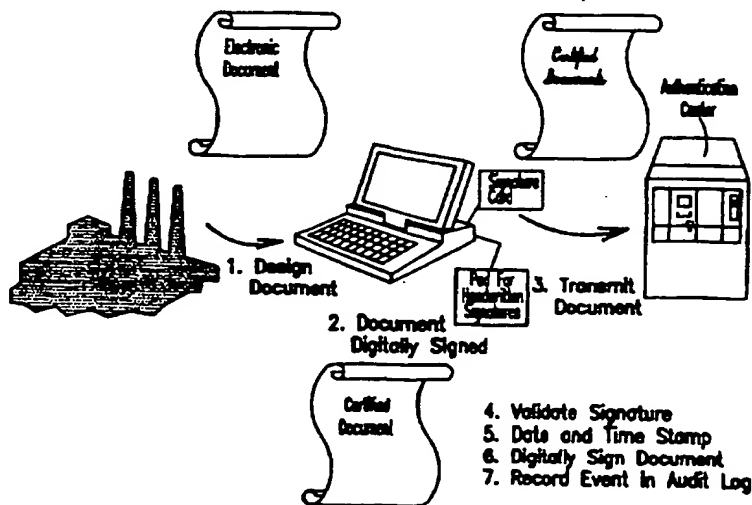 Electronic
Document
Certified
Documents
Authentication
Center
Signature
Card
1. Design
Document
Pad For
Handwritten
Signatures
2. Document
Digitally Signed
3. Transmit
Document
Certified
Document
4. Validate Signature
5. Date and Time Stamp
6. Digitally Sign Document
7. Record Event In Audit Log